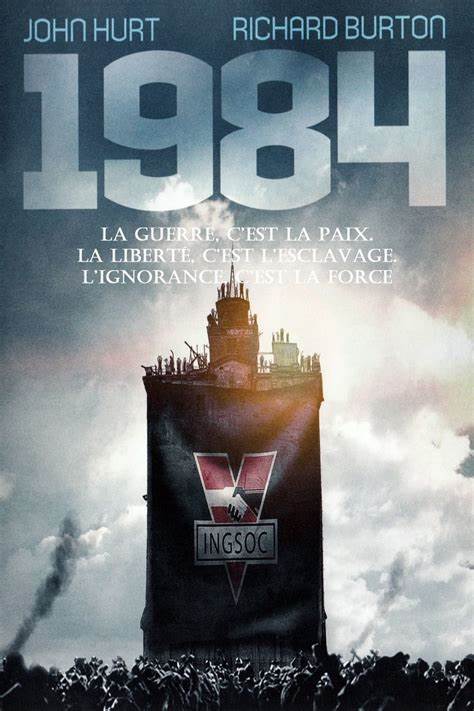 JOHN HURT RICHARD BURTON
1984
LA GUERRE, C'EST LA PAIX.
LA LIBERTÉ, C'EST L'ESCLAVAGE.
L'IGNORANCE, C'EST LA FORCE
INGSOC